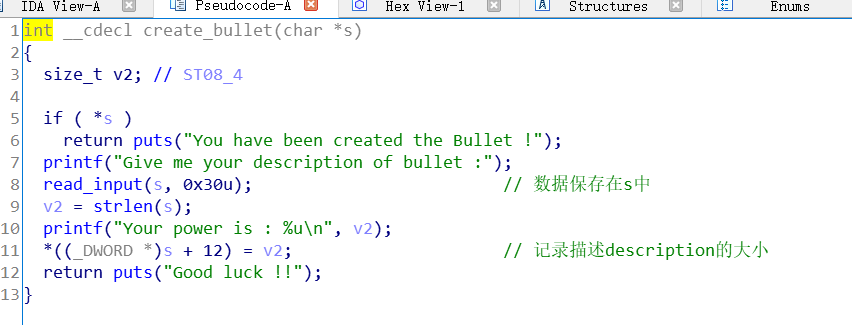 IDA View-A Pseudocode-A Hex View-1 A Structures Enums
1 int __cdecl create_bullet(char *s)
2 {
3 size_t v2; // ST08_4
4
5 if ( *s )
6 return puts("You have been created the Bullet !");
7 printf("Give me your description of bullet :");
8 read_input(s, 0x30u); // 数据保存在s中
9 v2 = strlen(s);
10 printf("Your power is : %u\n", v2);
11 *((_DWORD *)s + 12) = v2; // 记录描述description的大小
12 return puts("Good luck !!");
13 }